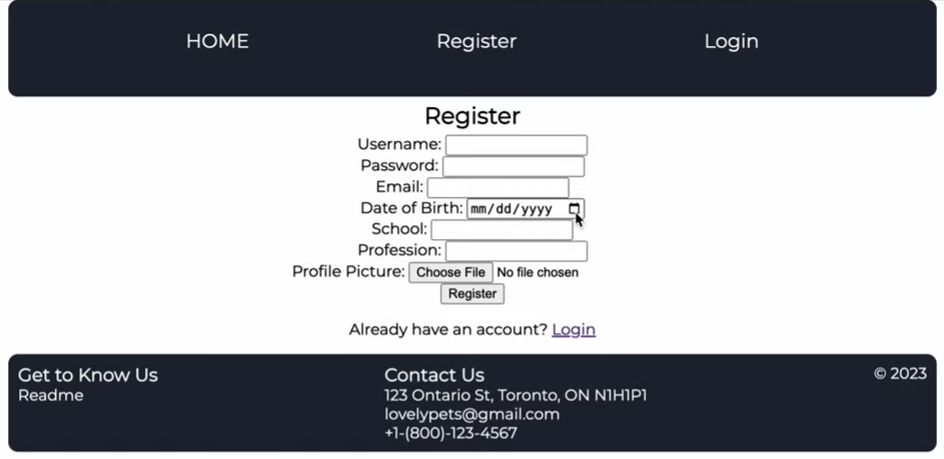 HOME Register Login
Register
Username:
Password:
Email:
Date of Birth: mm/dd/yyyy
School:
Profession:
Profile Picture: Choose File No file chosen
Register
Already have an account? Login
Get to Know Us
Readme
Contact Us
123 Ontario St, Toronto, ON N1H1P1
lovelypets@gmail.com
+1-(800)-123-4567
© 2023